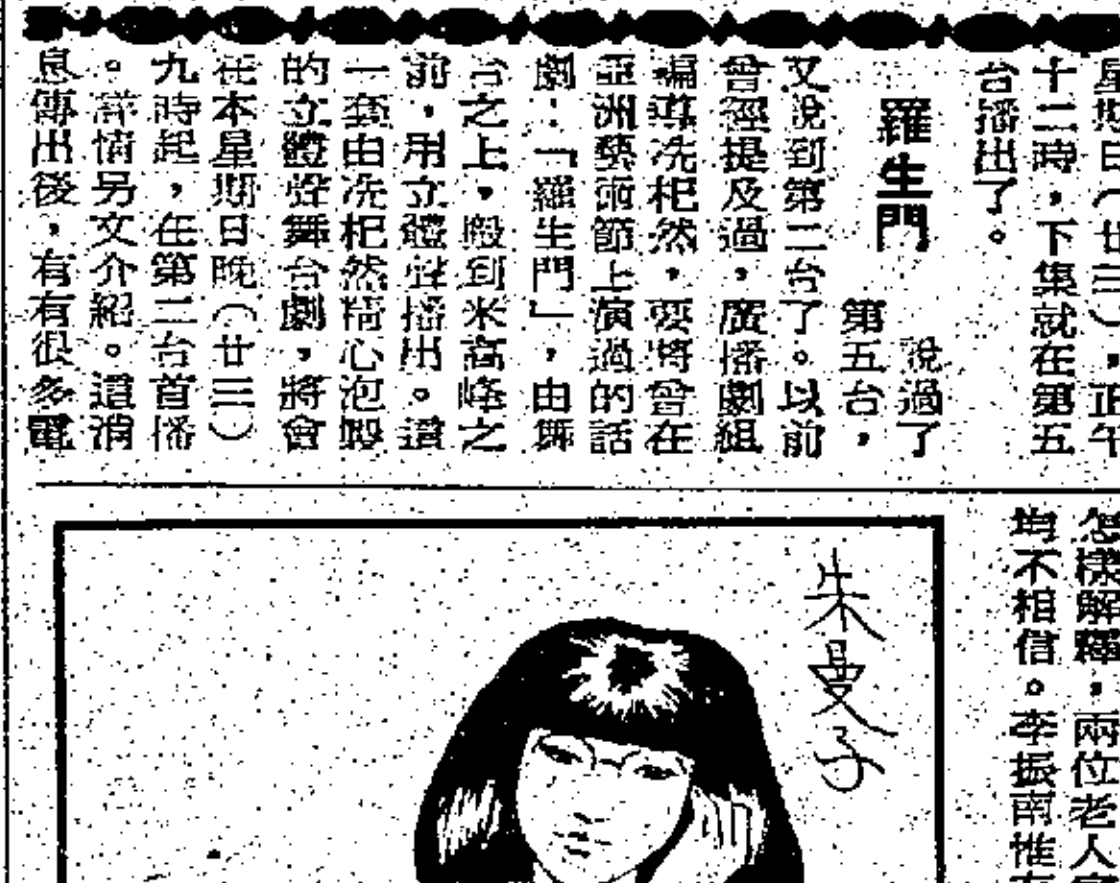 星期日(廿三),正午
十二時,下集就在第五
台播出了。
羅生門
說過了
第五台,
又說到第二台了。以前
曾經提及過,廣播劇組
編導冼杞然,要將曾在
亞洲藝術節上演過的話
劇:「羅生門」,由舞
台之上,搬到米高峰之
前,用立體聲播出。這
一套由冼杞然精心泡製
的立體聲舞台劇,將會
在本星期日晚(廿三)
九時起,在第二台首播
。詳情另文介紹。這消
息傳出後,有有很多電
怎樣解釋,兩位老人家
均不相信。李振南惟有
朱曼子